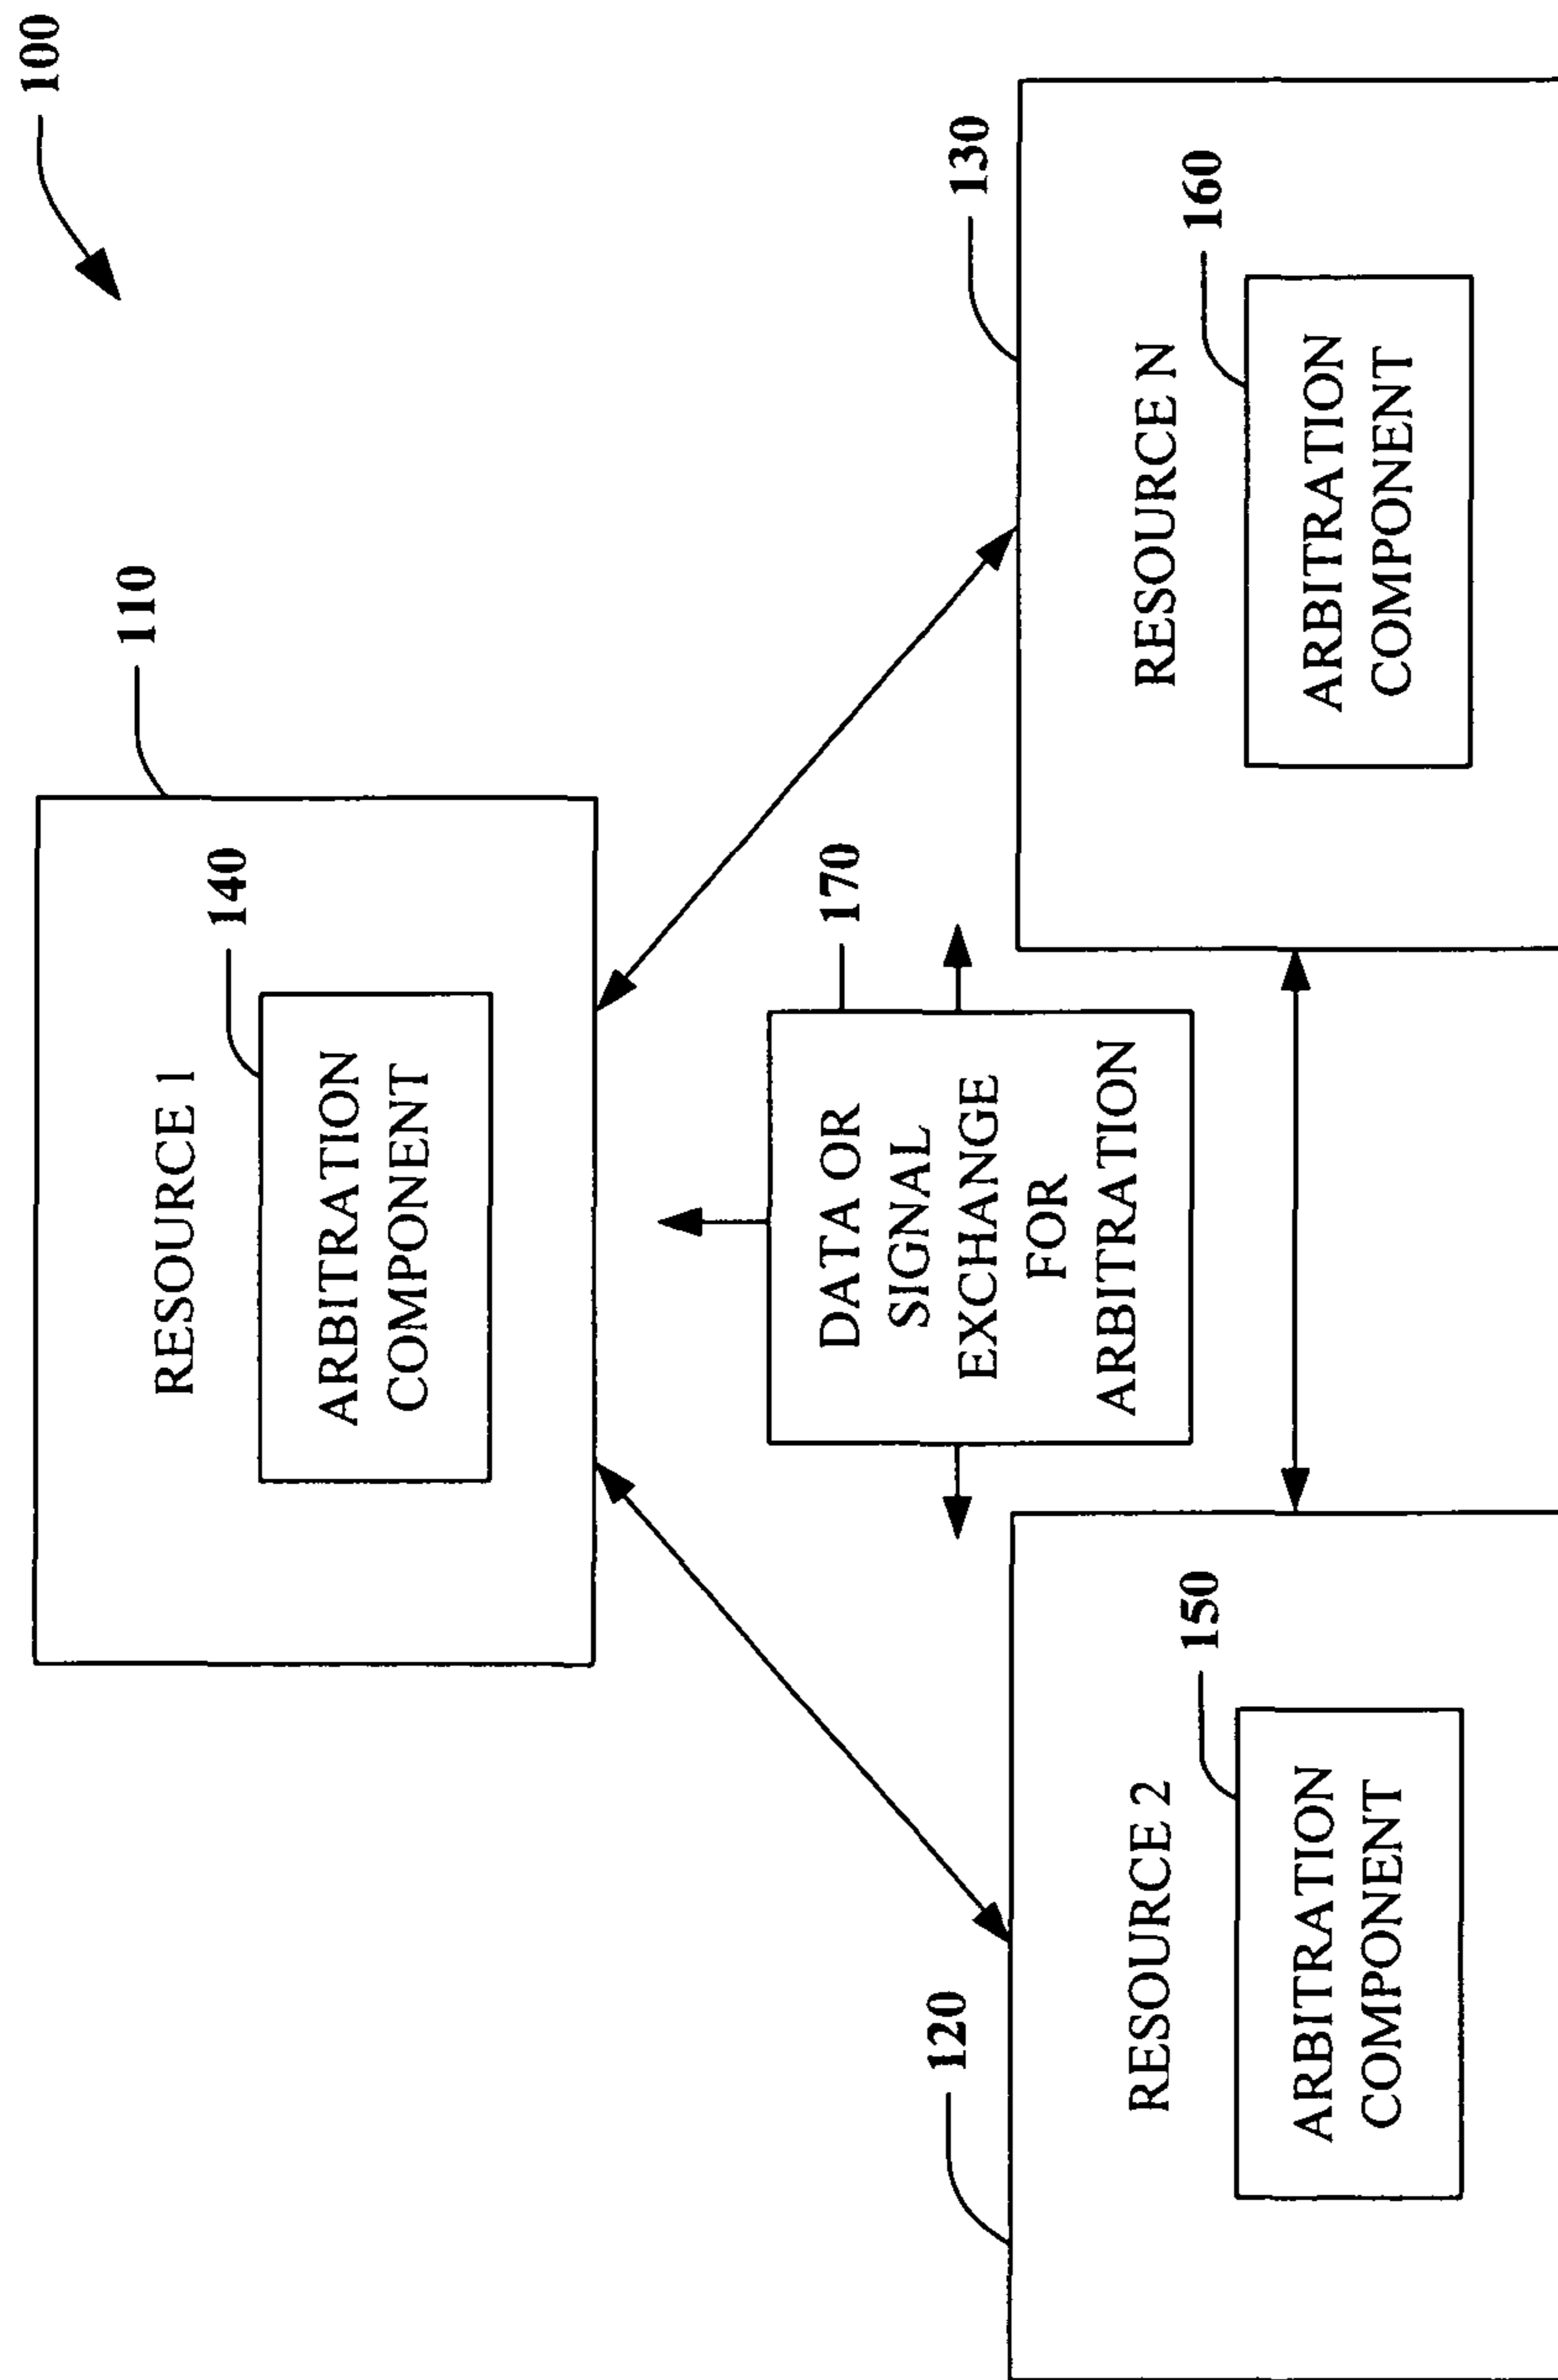 100
110
RESOURCE 1
140
ARBITRATION
COMPONENT
170
DATA OR
SIGNAL
EXCHANGE
FOR
ARBITRATION
120
RESOURCE 2
150
ARBITRATION
COMPONENT
130
RESOURCE N
160
ARBITRATION
COMPONENT